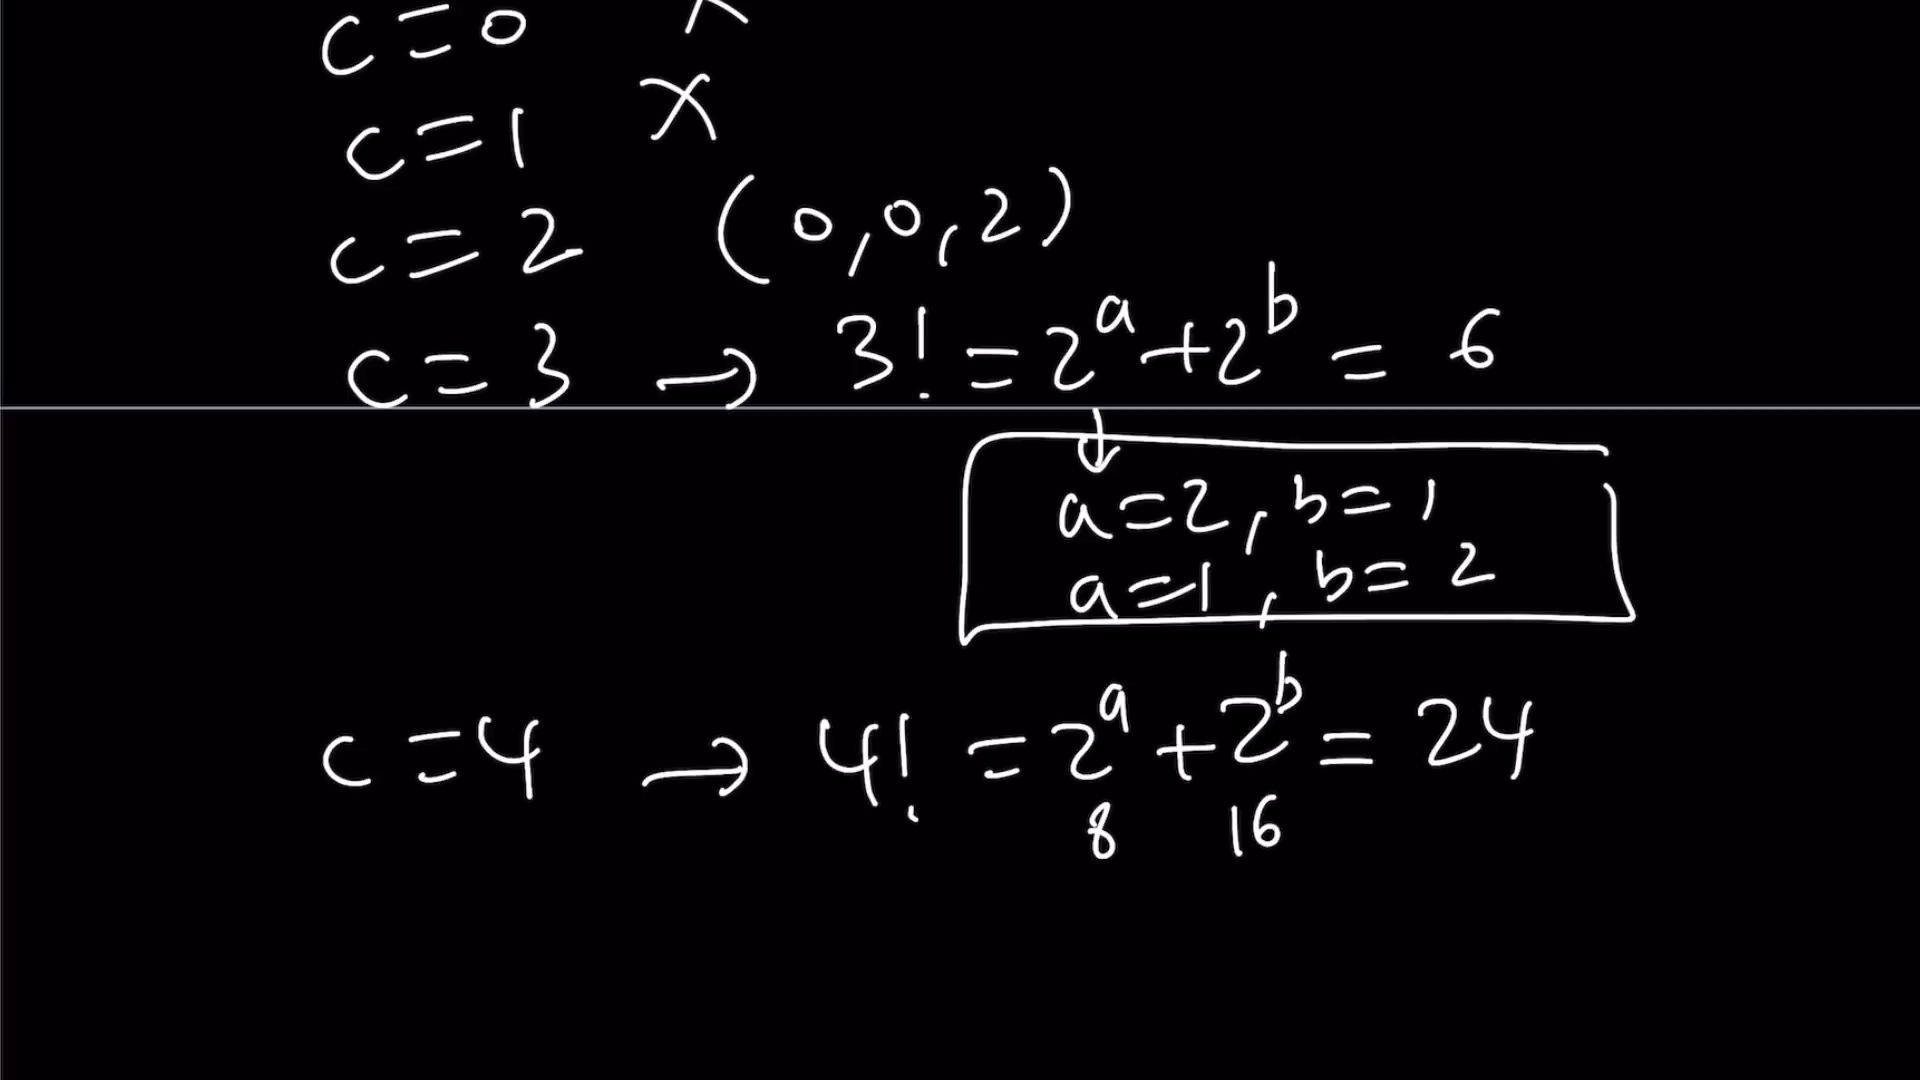 c=0 X
c=1 X
c=2 (0,0,2)
c=3 → 3! = 2^a + 2^b = 6
↓
a=2, b=1
a=1, b=2
c=4 → 4! = 2^a + 2^b = 24
8 16